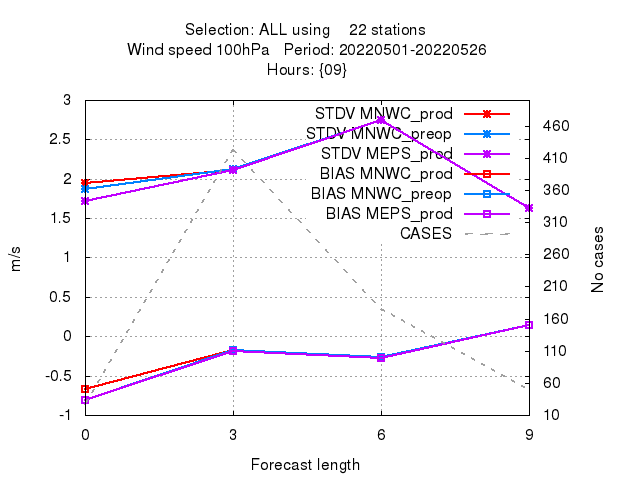 Selection: ALL using 22 stations
Wind speed 100hPa Period: 20220501-20220526
Hours: {09}
3
2.5
2
1.5
1
0.5
0
-0.5
-1
m/s
STDV MNWC_prod
STDV MNWC_preop
STDV MEPS_prod
BIAS MNWC_prod
BIAS MNWC_preop
BIAS MEPS_prod
CASES
460
410
360
310
260
210
160
110
60
10
No cases
0 3 6 9
Forecast length